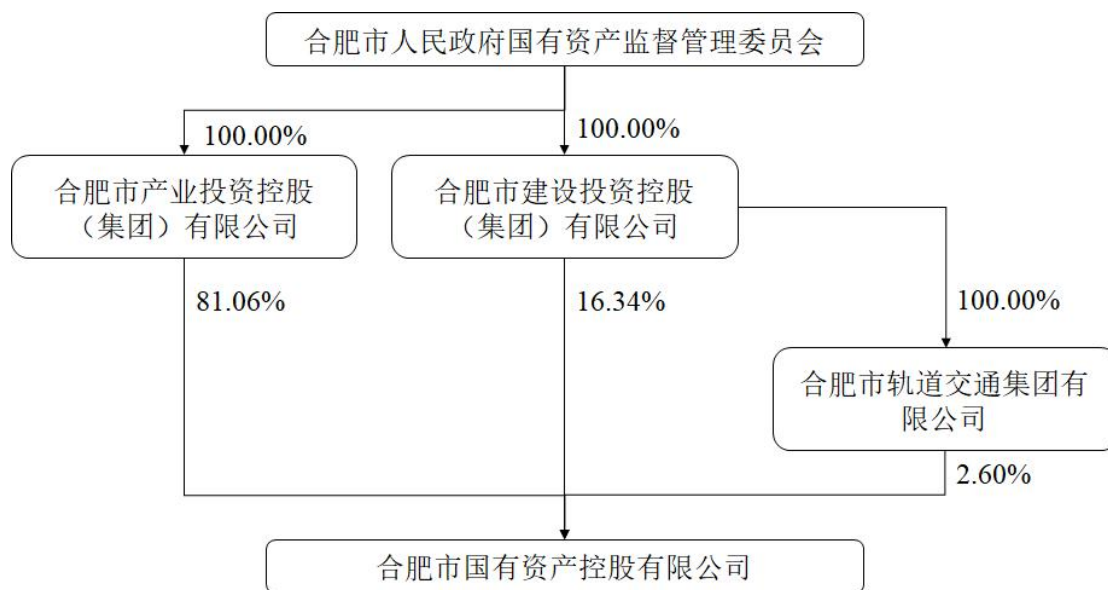 合肥市人民政府国有资产监督管理委员会
100.00%
100.00%
合肥市产业投资控股
（集团）有限公司
合肥市建设投资控股
（集团）有限公司
81.06%
16.34%
100.00%
合肥市轨道交通集团有
限公司
2.60%
合肥市国有资产控股有限公司